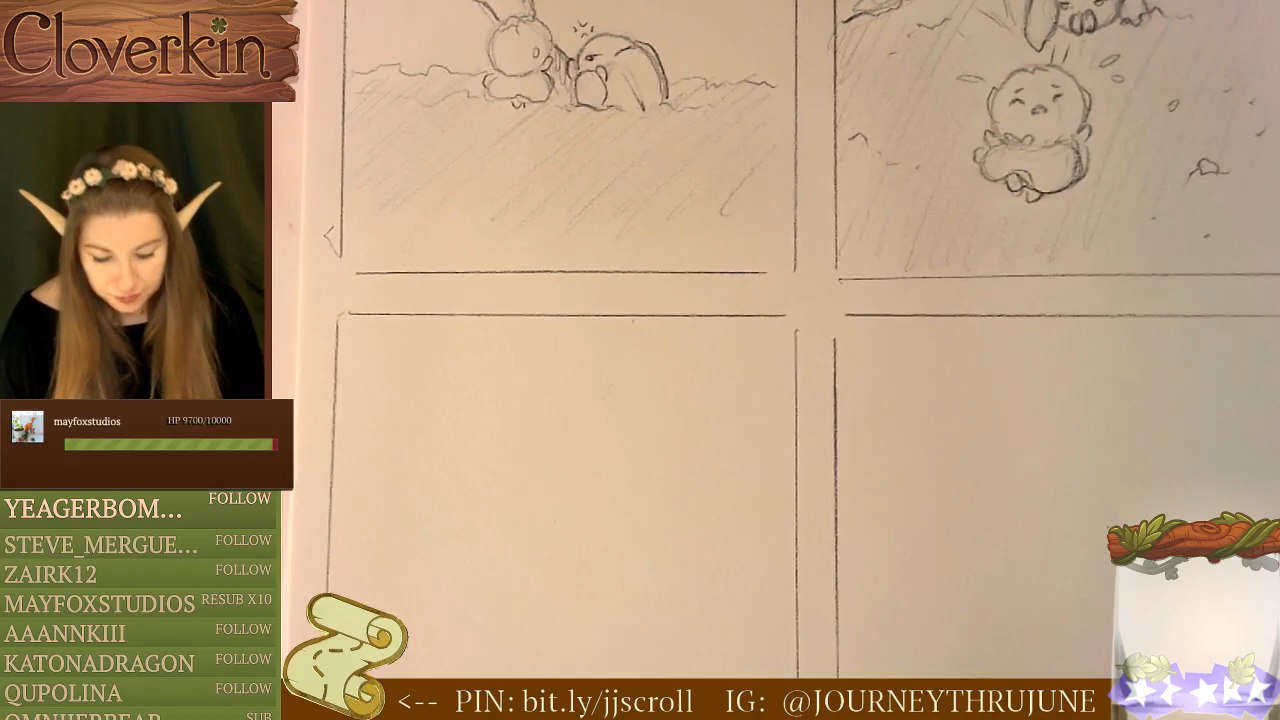 Cloverkin
mayfoxstudios HP 9700/10000
YEAGERBOM... FOLLOW
STEVE_MERGUE... FOLLOW
ZAIRK12 FOLLOW
MAYFOXSTUDIOS RESUB X10
AAANNKIII FOLLOW
KATONADRAGON FOLLOW
QUPOLINA FOLLOW
SUB
<-- PIN: bit.ly/jjscroll IG: @JOURNEYTHRUJUNE